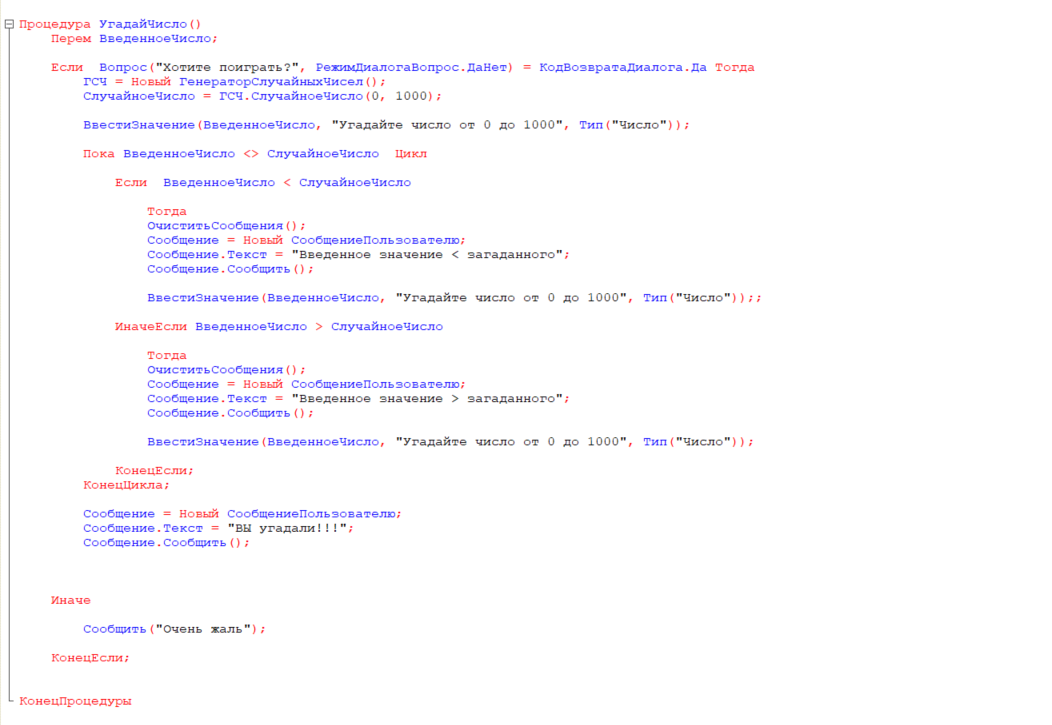 Процедура УгадайЧисло()
Перем ВведенноеЧисло;
Если  Вопрос("Хотите поиграть?", РежимДиалогаВопрос.ДаНет) = КодВозвратаДиалога.Да Тогда
ГСЧ = Новый ГенераторСлучайныхЧисел();
СлучайноеЧисло = ГСЧ.СлучайноеЧисло(0, 1000);
ВвестиЗначение(ВведенноеЧисло, "Угадайте число от 0 до 1000", Тип("Число"));
Пока ВведенноеЧисло <> СлучайноеЧисло  Цикл
Если  ВведенноеЧисло < СлучайноеЧисло
Тогда
ОчиститьСообщения();
Сообщение = Новый СообщениеПользователю;
Сообщение.Текст = "Введенное значение < загаданного";
Сообщение.Сообщить();
ВвестиЗначение(ВведенноеЧисло, "Угадайте число от 0 до 1000", Тип("Число"));;
ИначеЕсли ВведенноеЧисло > СлучайноеЧисло
Тогда
ОчиститьСообщения();
Сообщение = Новый СообщениеПользователю;
Сообщение.Текст = "Введенное значение > загаданного";
Сообщение.Сообщить();
ВвестиЗначение(ВведенноеЧисло, "Угадайте число от 0 до 1000", Тип("Число"));
КонецЕсли;
КонецЦикла;
Сообщение = Новый СообщениеПользователю;
Сообщение.Текст = "ВЫ угадали!!!";
Сообщение.Сообщить();
Иначе
Сообщить("Очень жаль");
КонецЕсли;
КонецПроцедуры